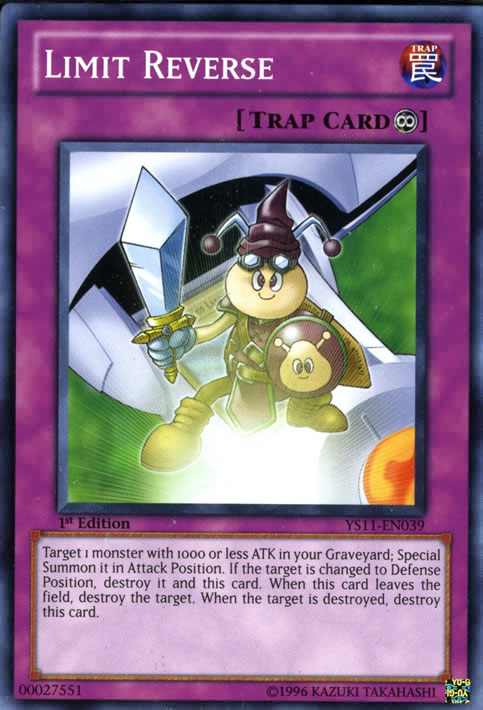 LIMIT REVERSE
TRAP
罠
[TRAP CARD∞]
1st Edition
YS11-EN039
Target 1 monster with 1000 or less ATK in your Graveyard; Special
Summon it in Attack Position. If the target is changed to Defense
Position, destroy it and this card. When this card leaves the
field, destroy the target. When the target is destroyed, destroy
this card.
00027551
©1996 KAZUKI TAKAHASHI